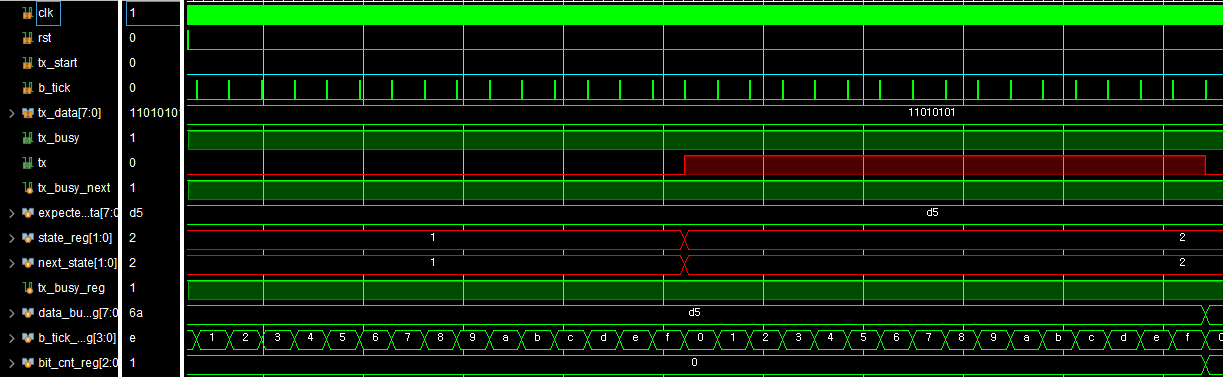 clk 1
rst 0
tx_start 0
b_tick 0
tx_data[7:0] 11010101 11010101
tx_busy 1
tx 0
tx_busy_next 1
expecte...ta[7:0 d5 d5
state_reg[1:0] 2 1 2
next_state[1:0] 2 1 2
tx_busy_reg 1
data_bu...g[7:0 6a d5
b_tick_...g[3:0] e 1 2 3 4 5 6 7 8 9 a b c d e f 0 1 2 3 4 5 6 7 8 9 a b c d e f 0
bit_cnt_reg[2:0 1 0